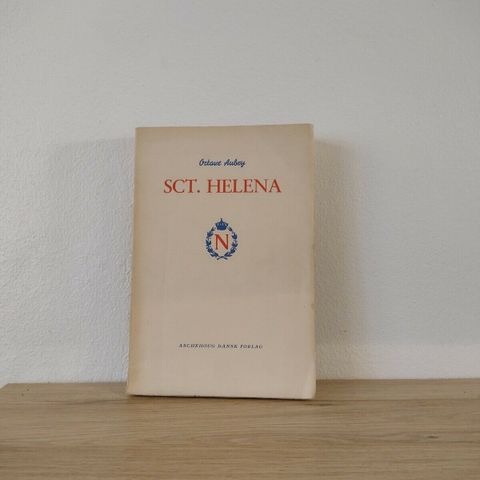 Octave Aubry
SCT. HELENA
N
ASCHEHOUG DANSK FORLAG